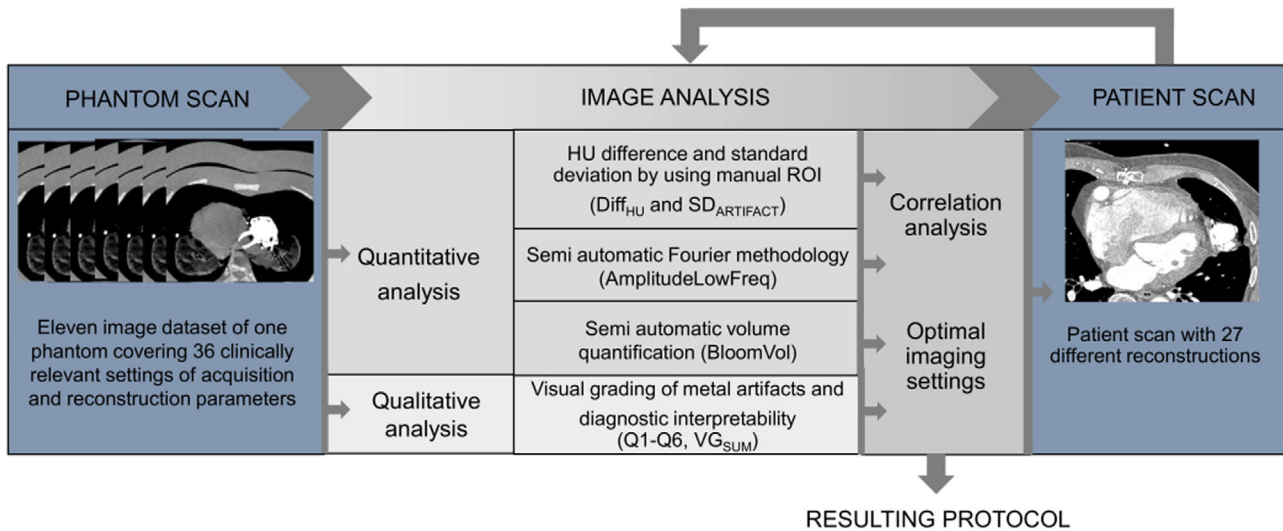 PHANTOM SCAN
IMAGE ANALYSIS
PATIENT SCAN
Eleven image dataset of one
phantom covering 36 clinically
relevant settings of acquisition
and reconstruction parameters
Quantitative
analysis
Qualitative
analysis
HU difference and standard
deviation by using manual ROI
(Diff_HU and SD_ARTIFACT)
Semi automatic Fourier methodology
(AmplitudeLowFreq)
Semi automatic volume
quantification (BloomVol)
Visual grading of metal artifacts and
diagnostic interpretability
(Q1-Q6, VG_SUM)
Correlation
analysis
Optimal
imaging
settings
Patient scan with 27
different reconstructions
RESULTING PROTOCOL